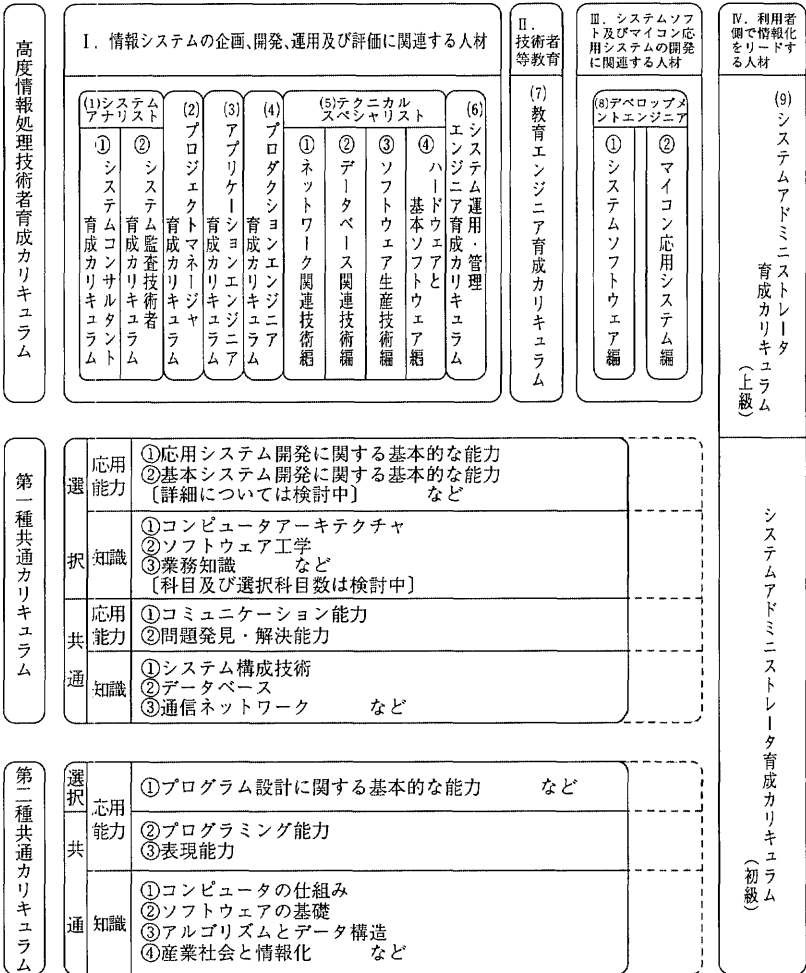 高度情報処理技術者育成カリキュラム
Ⅰ. 情報システムの企画、開発、運用及び評価に関連する人材
(1)システム
アナリスト
①システムコンサルタント
育成カリキュラム
②システム監査技術者
育成カリキュラム
(2)プロジェクトマネージャ
育成カリキュラム
(3)アプリケーションエンジニア
育成カリキュラム
(4)プロダクションエンジニア
育成カリキュラム
(5)テクニカル
スペシャリスト
①ネットワーク関連技術編
②データベース関連技術編
③ソフトウェア生産技術編
④ハードウェアと
基本ソフトウェア編
(6)システム運用・管理
エンジニア育成カリキュラム
Ⅱ.
技術者
等教育
(7)教育エンジニア育成カリキュラム
Ⅲ. システムソフ
ト及びマイコン応
用システムの開発
に関連する人材
(8)デベロップメ
ントエンジニア
①システムソフトウェア編
②マイコン応用システム編
Ⅳ. 利用者
側で情報化
をリードす
る人材
(9)システムアドミニストレータ
育成カリキュラム
(上級)
第一種共通カリキュラム
選択
応用
能力
①応用システム開発に関する基本的な能力
②基本システム開発に関する基本的な能力
〔詳細については検討中〕 など
知識
①コンピュータアーキテクチャ
②ソフトウェア工学
③業務知識 など
〔科目及び選択科目数は検討中〕
共通
応用
能力
①コミュニケーション能力
②問題発見・解決能力
知識
①システム構成技術
②データベース
③通信ネットワーク など
システムアドミニストレータ育成カリキュラム
(初級)
第二種共通カリキュラム
選択
共通
応用
能力
①プログラム設計に関する基本的な能力 など
②プログラミング能力
③表現能力
知識
①コンピュータの仕組み
②ソフトウェアの基礎
③アルゴリズムとデータ構造
④産業社会と情報化 など